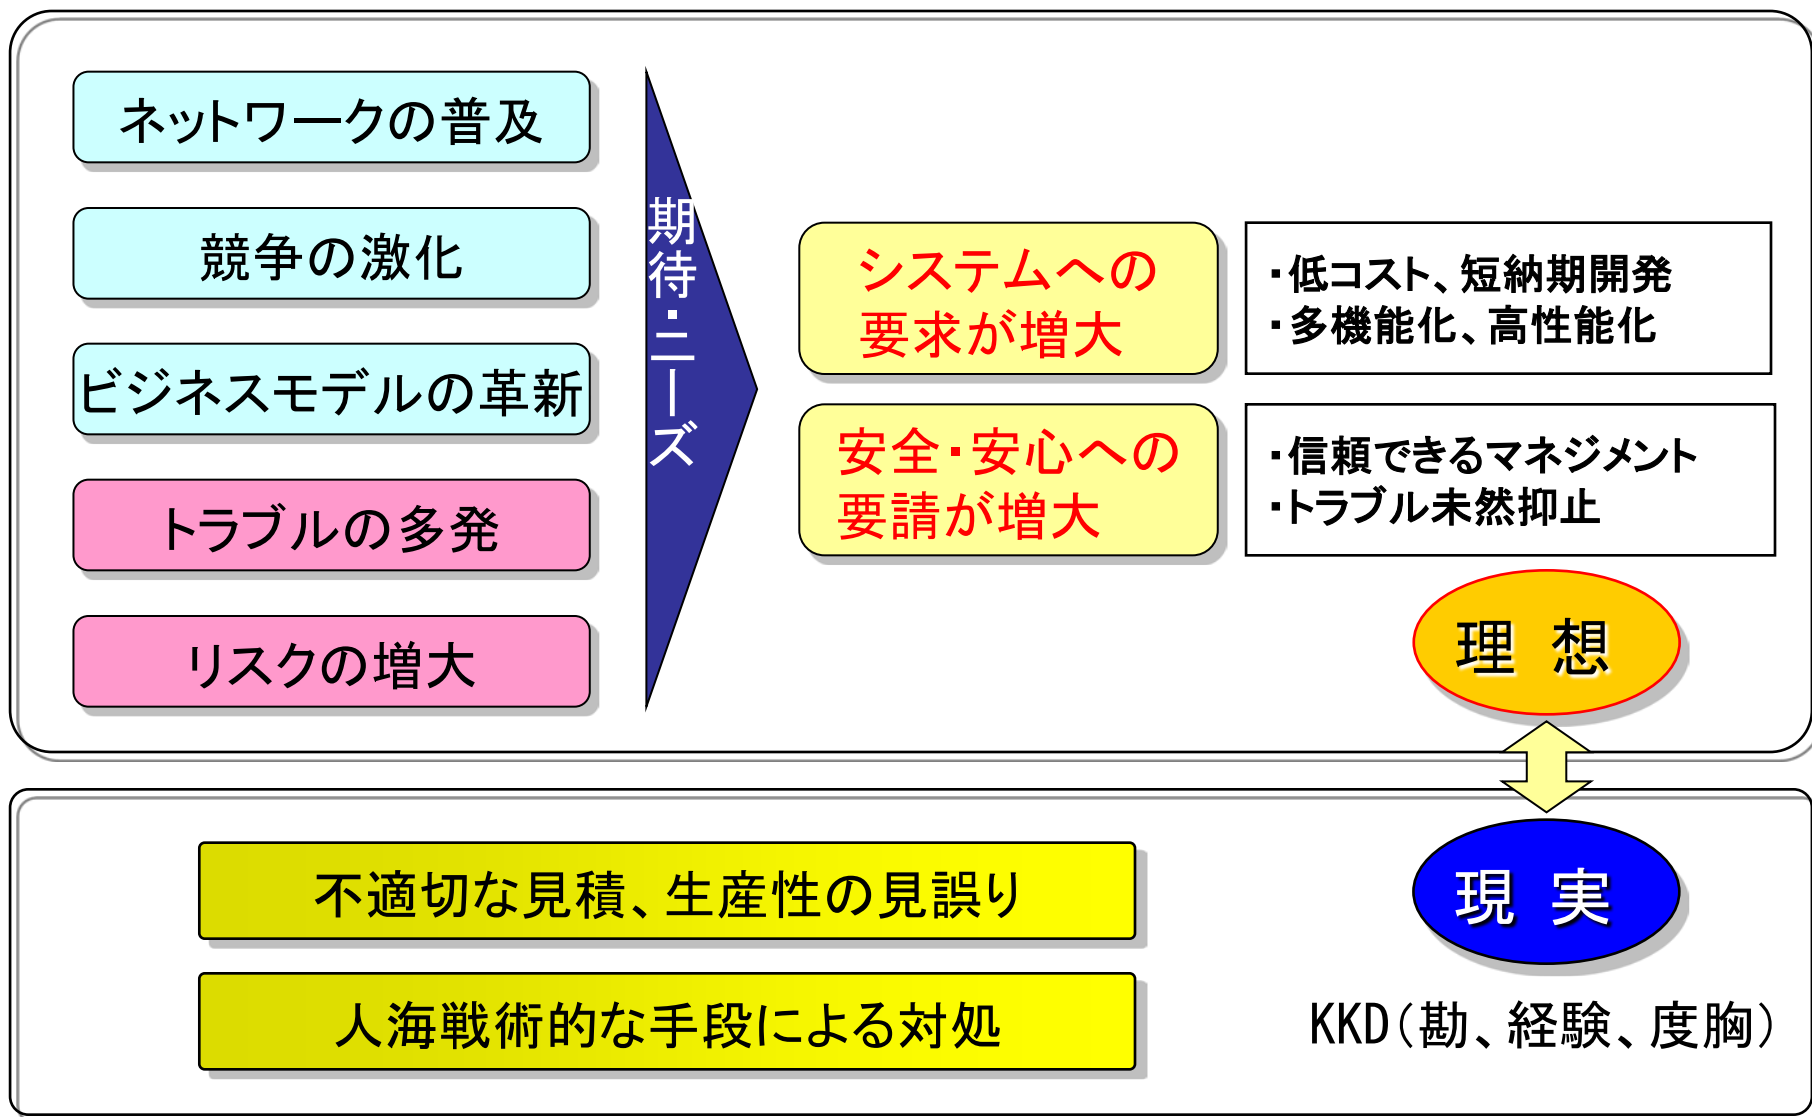 ネットワークの普及
競争の激化
ビジネスモデルの革新
トラブルの多発
リスクの増大
期待・ニーズ
システムへの
要求が増大
・低コスト、短納期開発
・多機能化、高性能化
安全・安心への
要請が増大
・信頼できるマネジメント
・トラブル未然抑止
理 想
現 実
不適切な見積、生産性の見誤り
人海戦術的な手段による対処
KKD（勘、経験、度胸）